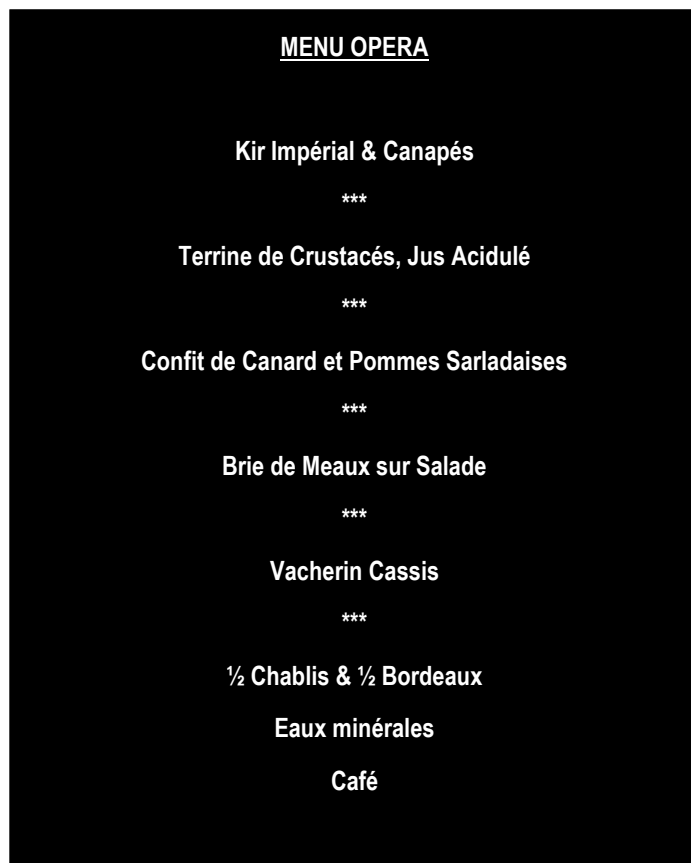 MENU OPERA
Kir Impérial & Canapés
***
Terrine de Crustacés, Jus Acidulé
***
Confit de Canard et Pommes Sarladaises
***
Brie de Meaux sur Salade
***
Vacherin Cassis
***
½ Chablis & ½ Bordeaux
Eaux minérales
Café